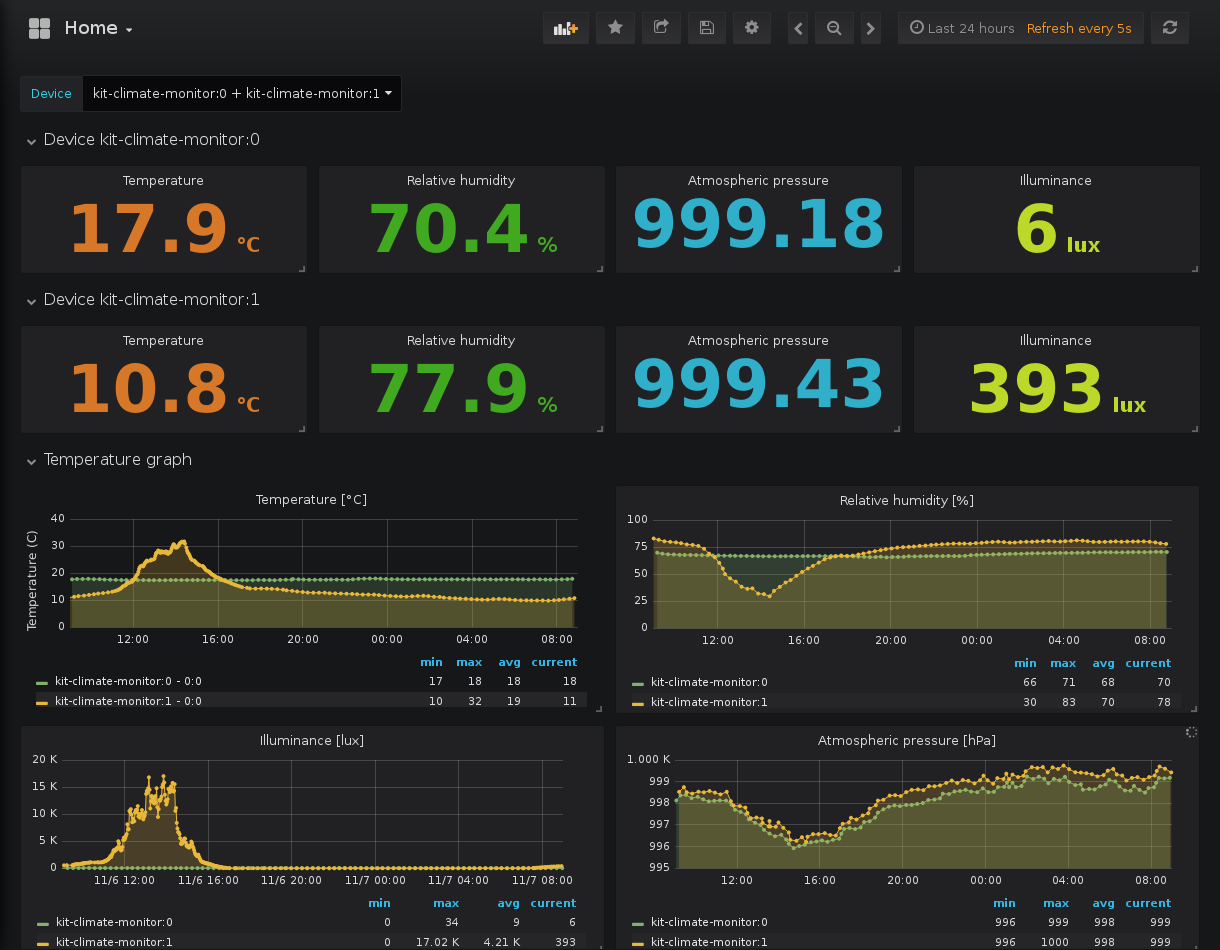 Home
Last 24 hours Refresh every 5s
Device kit-climate-monitor:0 + kit-climate-monitor:1
Device kit-climate-monitor:0
Temperature Relative humidity Atmospheric pressure Illuminance
17.9 °C 70.4 % 999.18 6 lux
Device kit-climate-monitor:1
Temperature Relative humidity Atmospheric pressure Illuminance
10.8 °C 77.9 % 999.43 393 lux
Temperature graph
Temperature [°C]
Temperature (C)
40
30
20
10
0
12:00 16:00 20:00 00:00 04:00 08:00
min max avg current
kit-climate-monitor:0 - 0:0 17 18 18 18
kit-climate-monitor:1 - 0:0 10 32 19 11
Relative humidity [%]
100
75
50
25
0
12:00 16:00 20:00 00:00 04:00 08:00
min max avg current
kit-climate-monitor:0 66 71 68 70
kit-climate-monitor:1 30 83 70 78
Illuminance [lux]
20 K
15 K
10 K
5 K
0
11/6 12:00 11/6 16:00 11/6 20:00 11/7 00:00 11/7 04:00 11/7 08:00
min max avg current
kit-climate-monitor:0 0 34 9 6
kit-climate-monitor:1 0 17.02 K 4.21 K 393
Atmospheric pressure [hPa]
1.000 K
999
998
997
996
995
12:00 16:00 20:00 00:00 04:00 08:00
min max avg current
kit-climate-monitor:0 996 999 998 999
kit-climate-monitor:1 996 1000 998 999